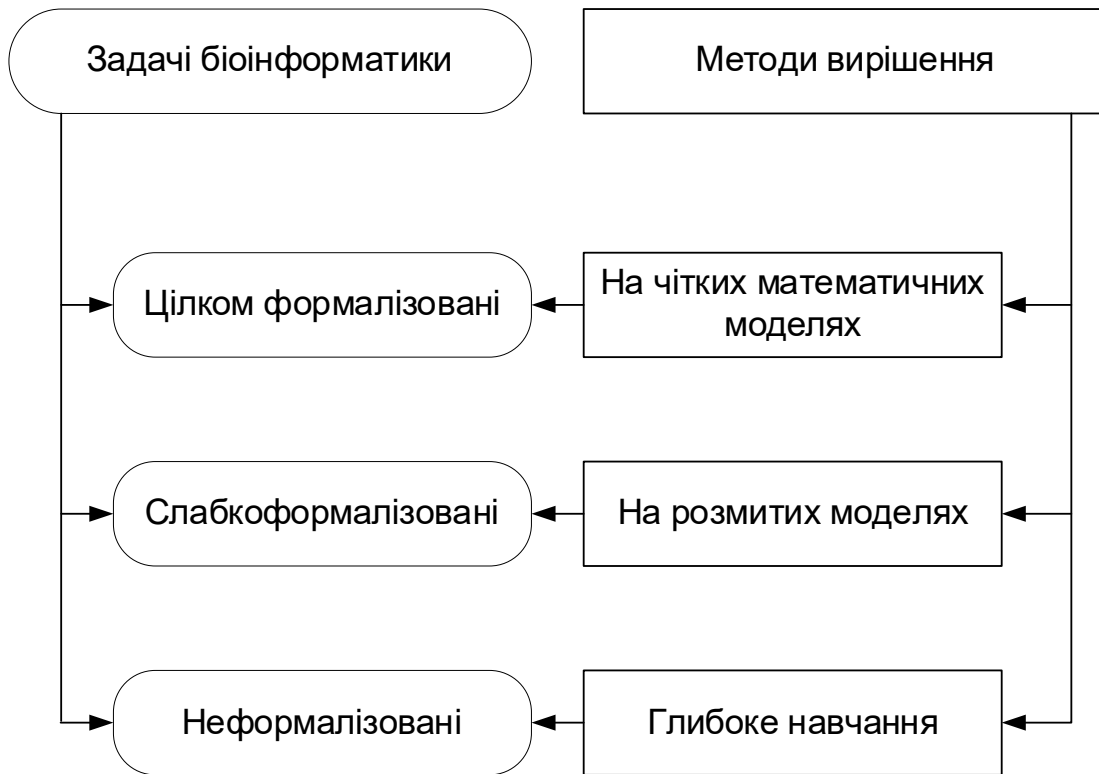 Задачі біоінформатики
Методи вирішення
Цілком формалізовані
На чітких математичних
моделях
Слабкоформалізовані
На розмитих моделях
Неформалізовані
Глибоке навчання